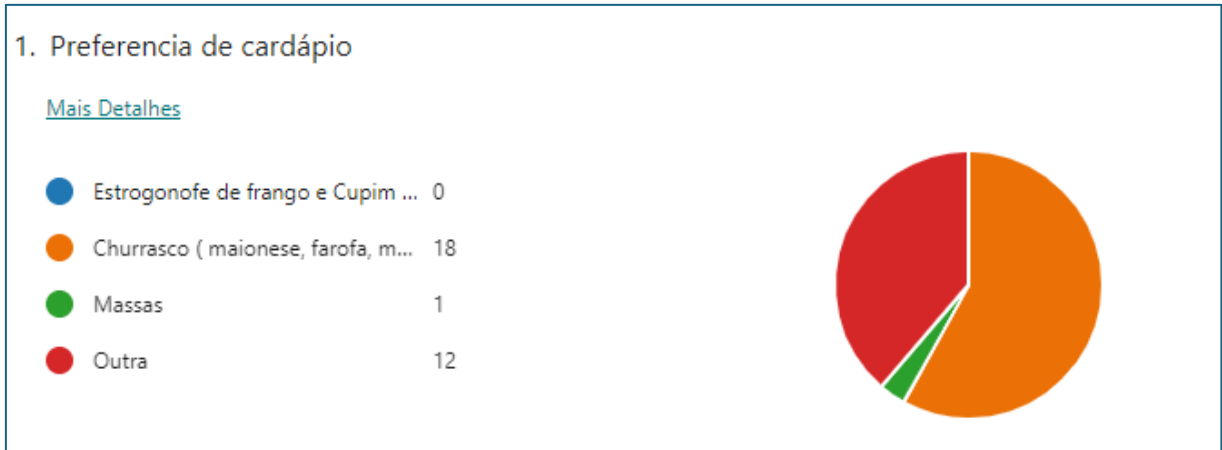 1. Preferencia de cardápio
Mais Detalhes
Estrogonofe de frango e Cupim ... 0
Churrasco ( maionese, farofa, m... 18
Massas 1
Outra 12